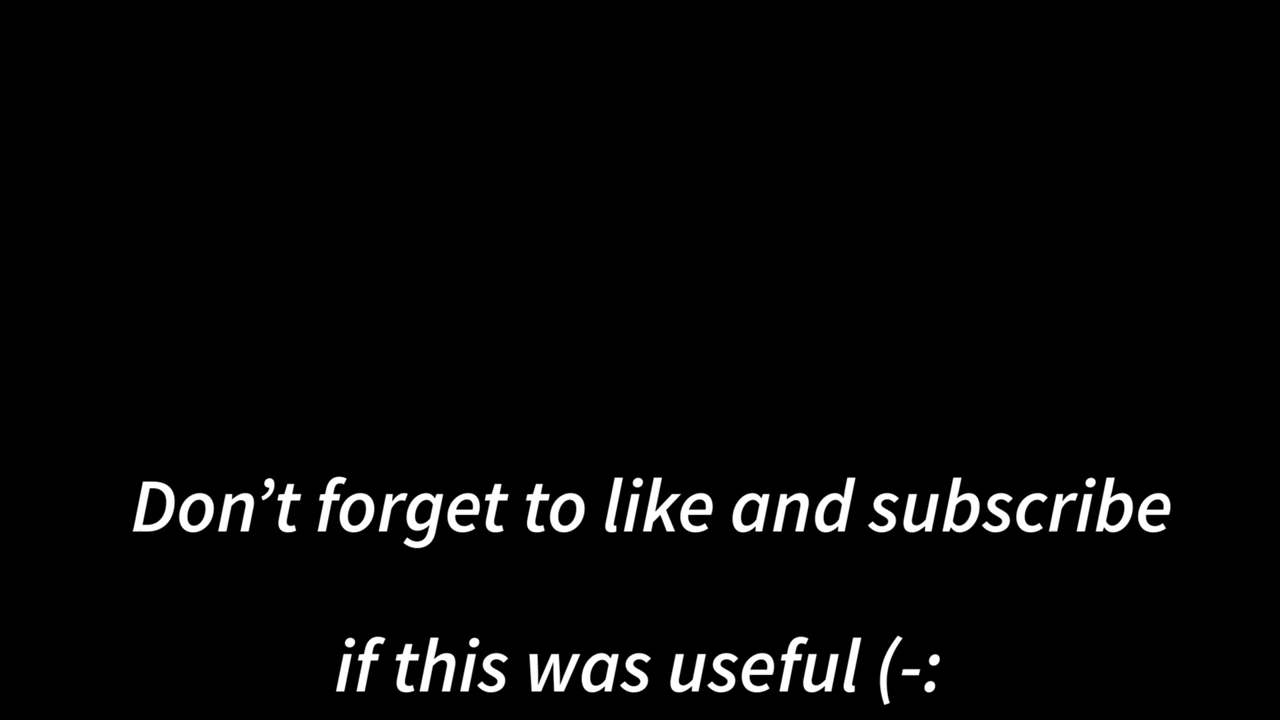 Don’t forget to like and subscribe
if this was useful (-: